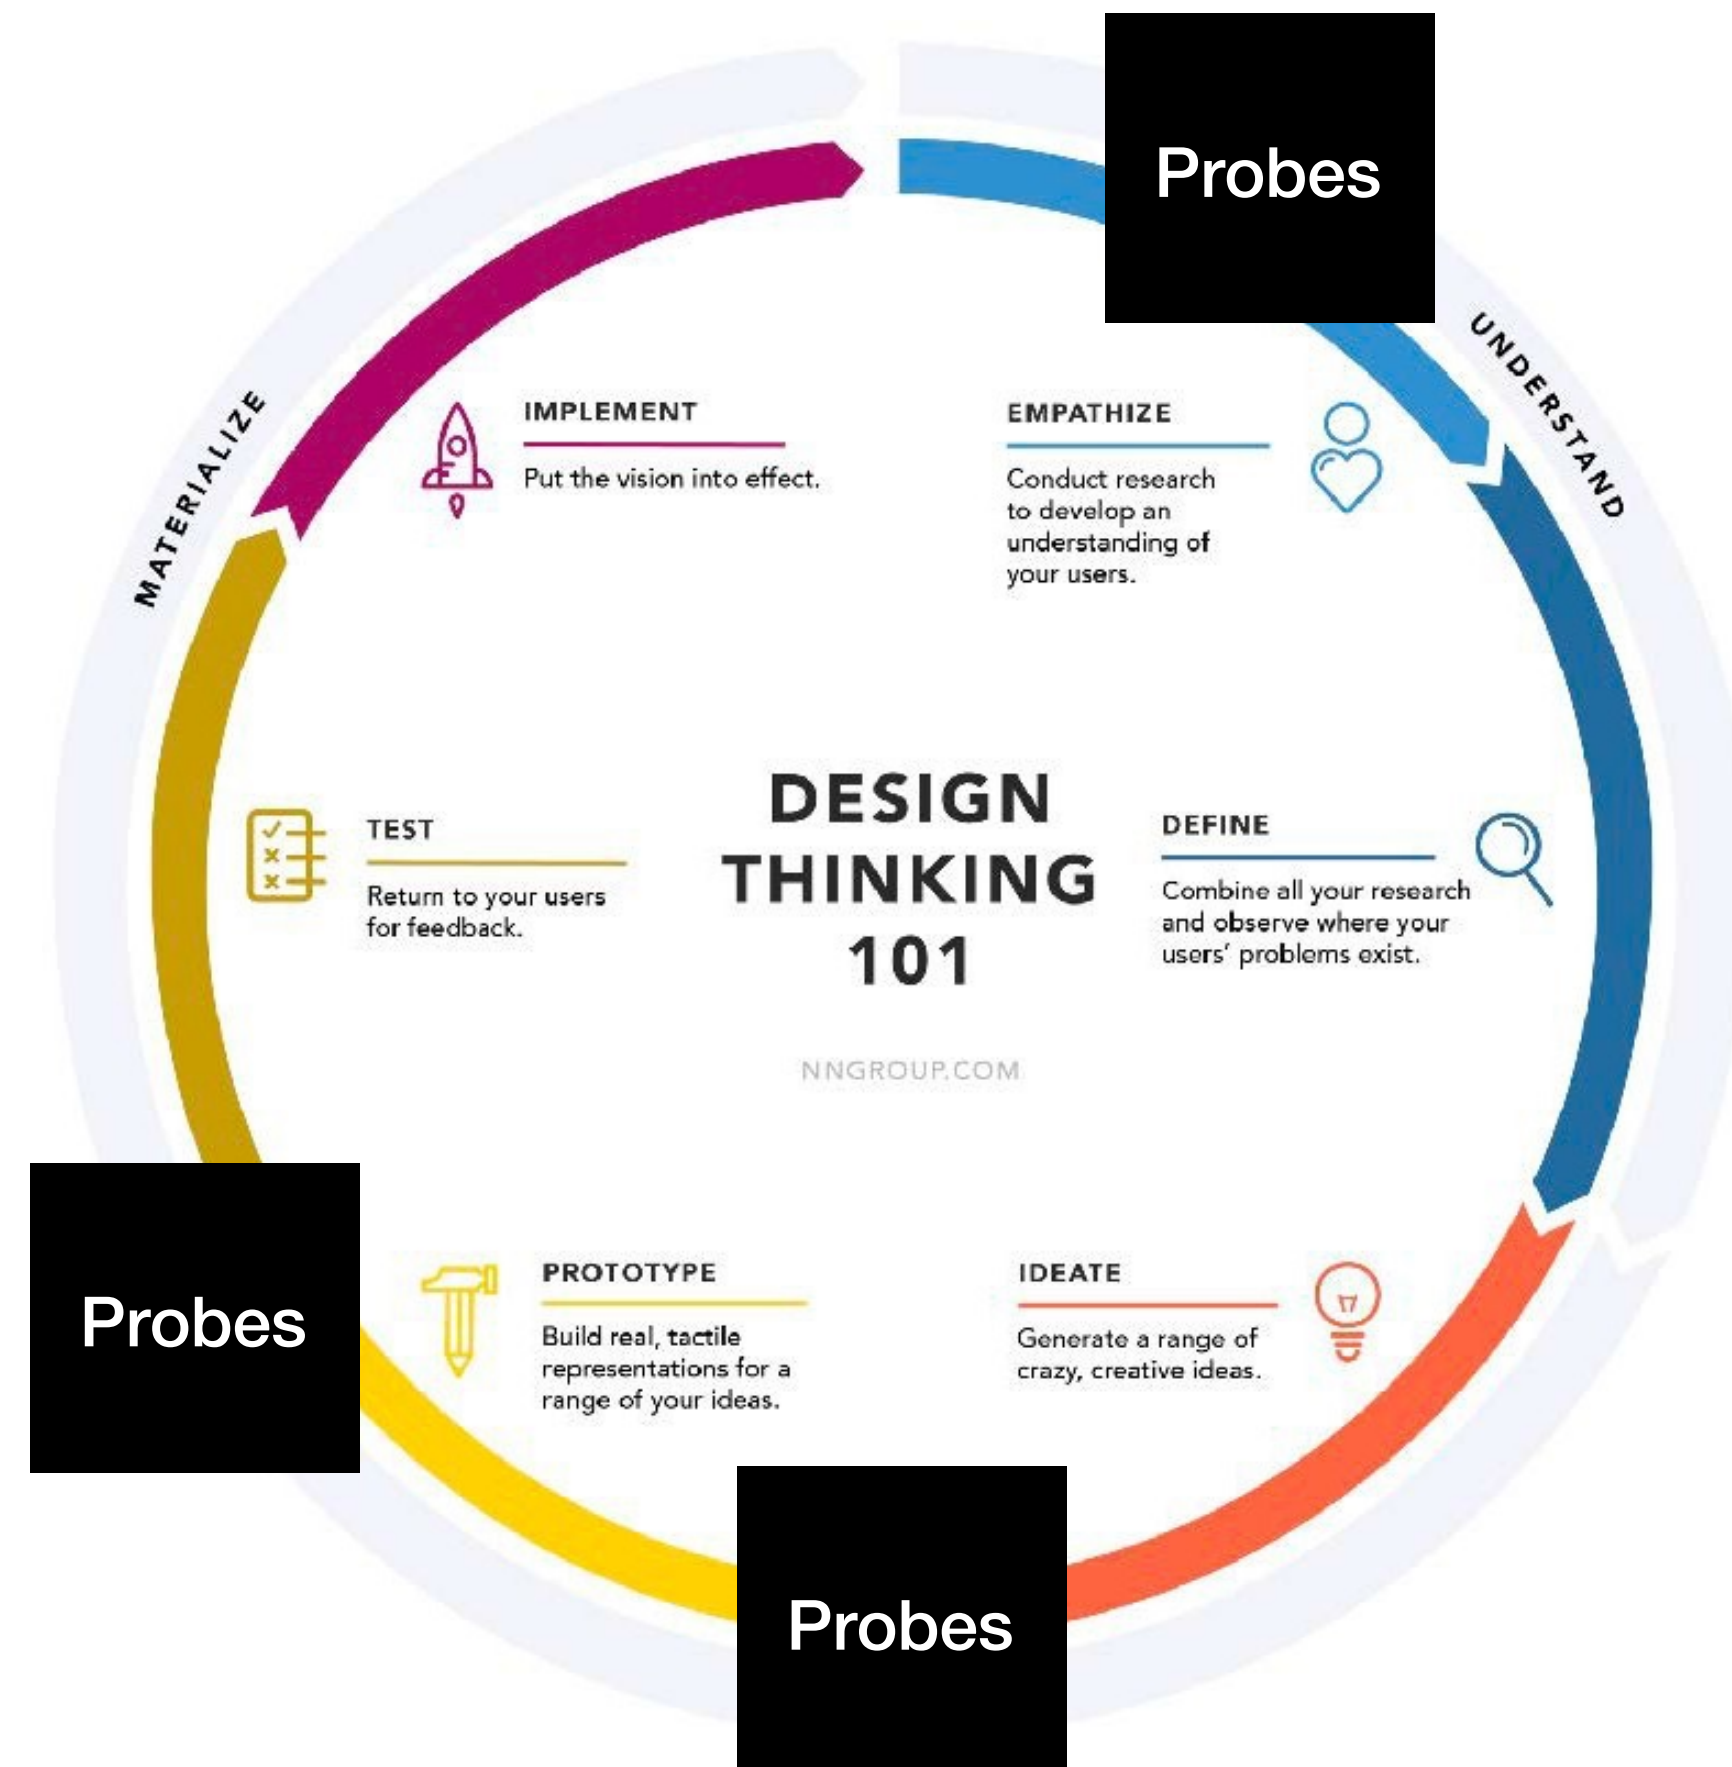 Probes
UNDERSTAND
MATERIALIZE
IMPLEMENT
Put the vision into effect.
EMPATHIZE
Conduct research
to develop an
understanding of
your users.
DESIGN
THINKING
101
NNGROUP.COM
TEST
Return to your users
for feedback.
DEFINE
Combine all your research
and observe where your
users’ problems exist.
Probes
PROTOTYPE
Build real, tactile
representations for a
range of your ideas.
IDEATE
Generate a range of
crazy, creative ideas.
Probes